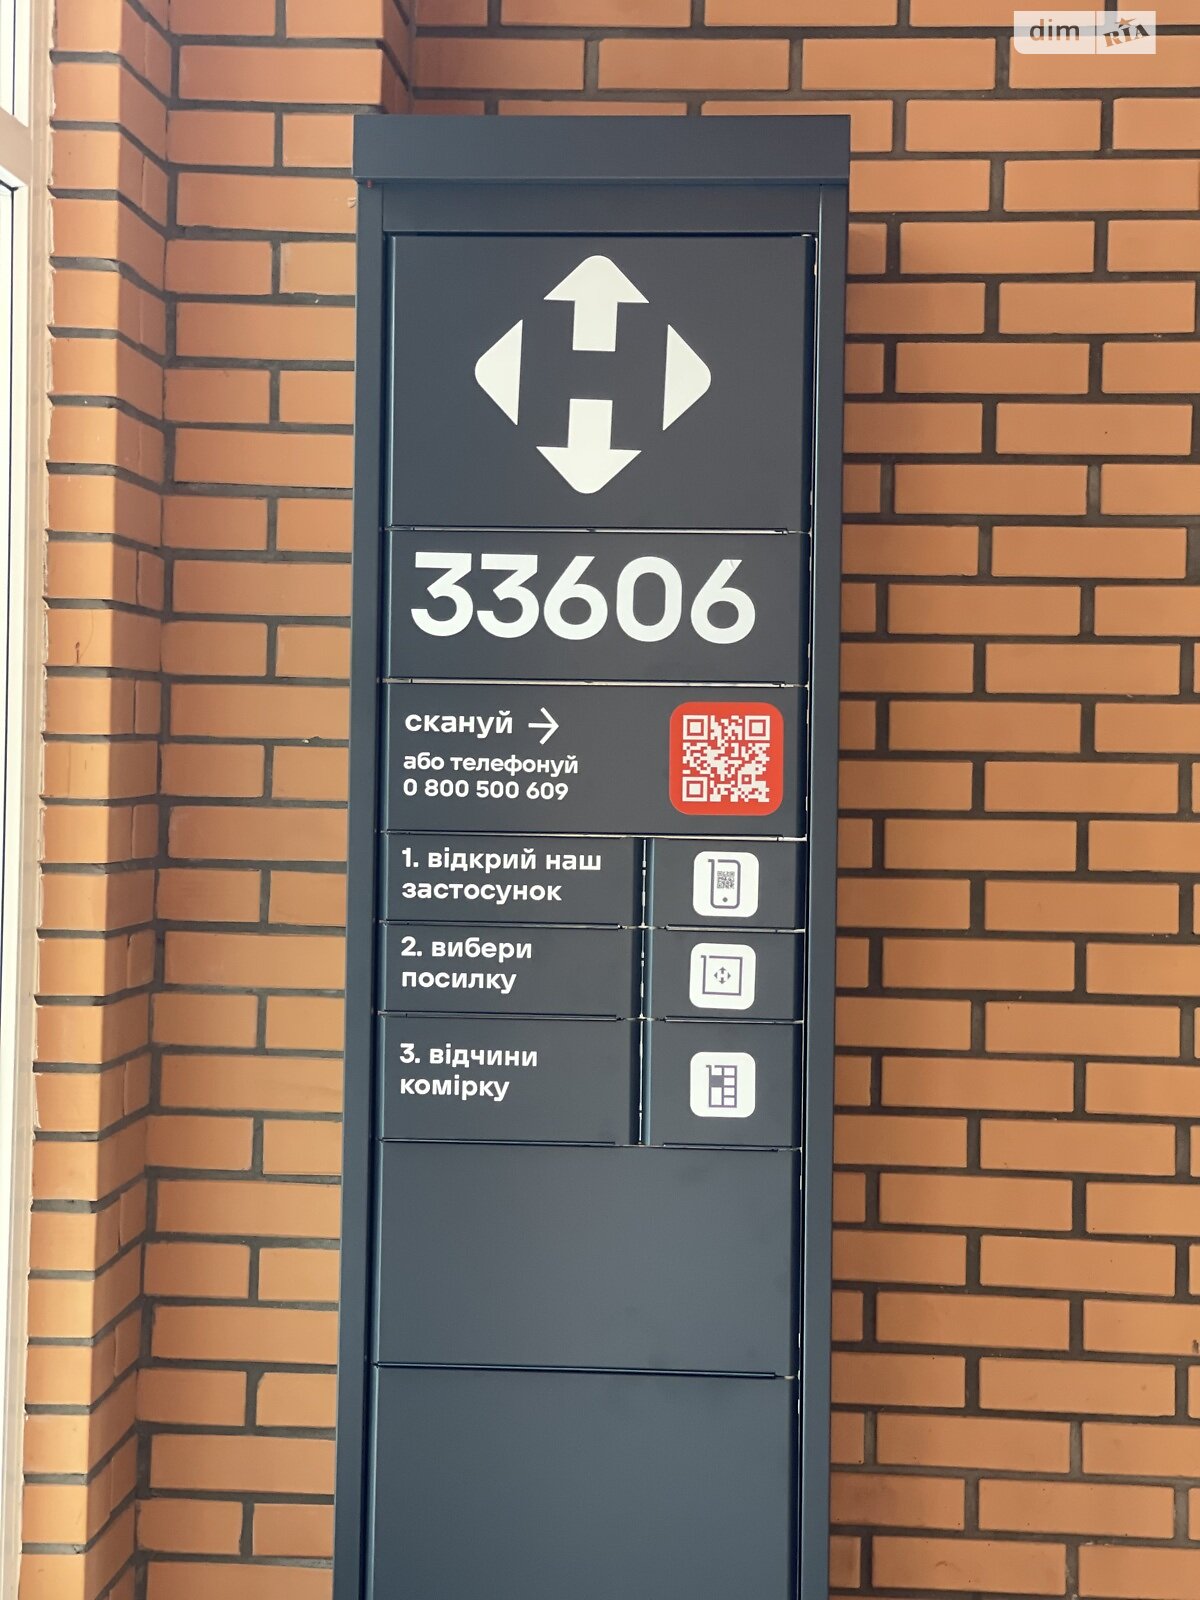 dim RIA
33606
скануй →
або телефонуй
0 800 500 609
1. відкрий наш
застосунок
2. вибери
посилку
3. відчини
комірку